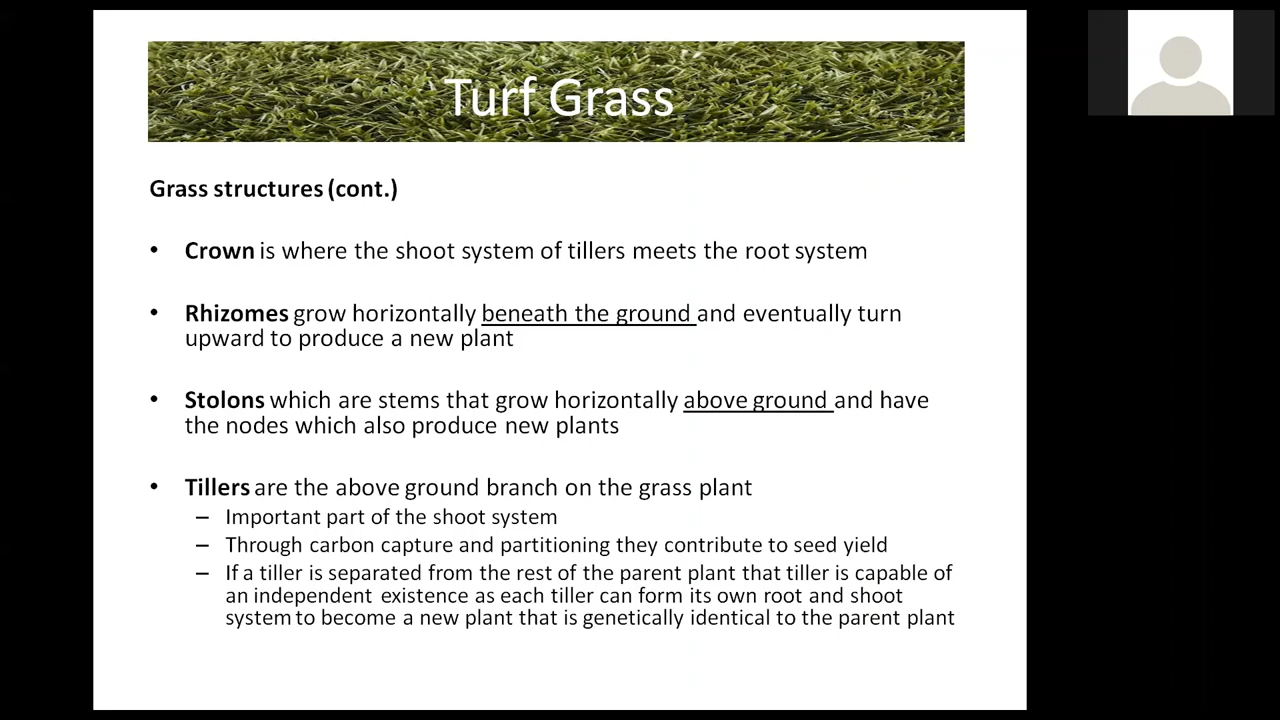 Turf Grass
Grass structures (cont.)
• Crown is where the shoot system of tillers meets the root system
• Rhizomes grow horizontally beneath the ground and eventually turn
upward to produce a new plant
• Stolons which are stems that grow horizontally above ground and have
the nodes which also produce new plants
• Tillers are the above ground branch on the grass plant
– Important part of the shoot system
– Through carbon capture and partitioning they contribute to seed yield
– If a tiller is separated from the rest of the parent plant that tiller is capable of
an independent existence as each tiller can form its own root and shoot
system to become a new plant that is genetically identical to the parent plant